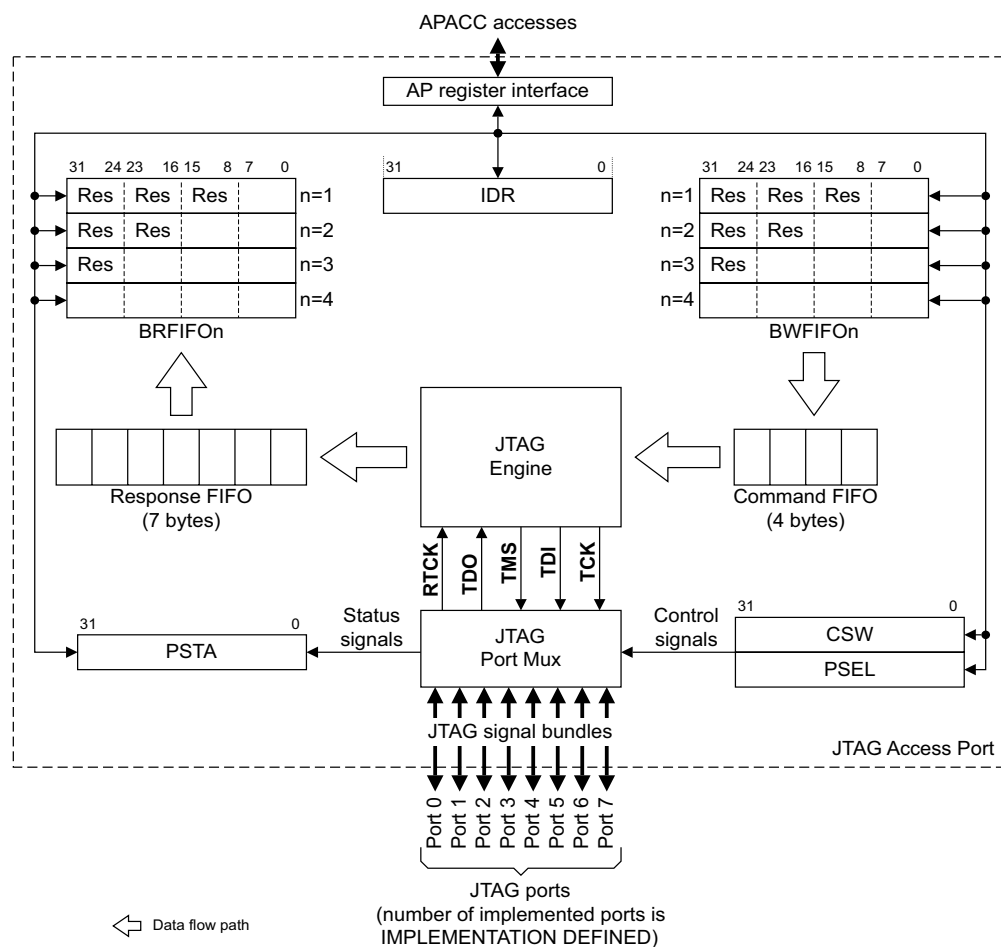 APACC accesses
AP register interface
31 24 23 16 15 8 7 0
31 0
31 24 23 16 15 8 7 0
Res Res Res n=1
IDR
n=1 Res Res Res
Res Res n=2
n=2 Res Res
Res n=3
n=3 Res
n=4
n=4
BRFIFOn
BWFIFOn
JTAG
Engine
Response FIFO
(7 bytes)
Command FIFO
(4 bytes)
RTCK
TDO
TMS
TDI
TCK
31 0
PSTA
Status
signals
JTAG
Port Mux
Control
signals
31 0
CSW
PSEL
JTAG signal bundles
JTAG Access Port
Port 0
Port 1
Port 2
Port 3
Port 4
Port 5
Port 6
Port 7
JTAG ports
(number of implemented ports is
IMPLEMENTATION DEFINED)
Data flow path